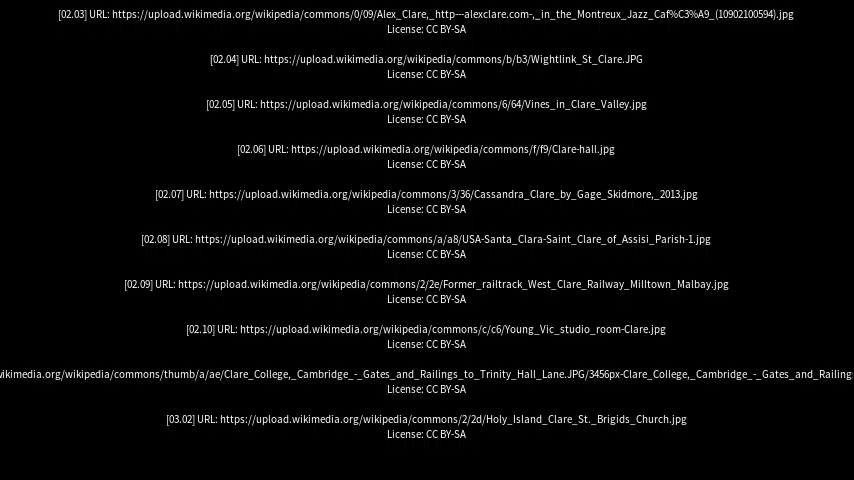 [02.03] URL: https://upload.wikimedia.org/wikipedia/commons/0/09/Alex_Clare,_http---alexclare.com-,_in_the_Montreux_Jazz_Caf%C3%A9_(10902100594).jpg
License: CC BY-SA
[02.04] URL: https://upload.wikimedia.org/wikipedia/commons/b/b3/Wightlink_St_Clare.JPG
License: CC BY-SA
[02.05] URL: https://upload.wikimedia.org/wikipedia/commons/6/64/Vines_in_Clare_Valley.jpg
License: CC BY-SA
[02.06] URL: https://upload.wikimedia.org/wikipedia/commons/f/f9/Clare-hall.jpg
License: CC BY-SA
[02.07] URL: https://upload.wikimedia.org/wikipedia/commons/3/36/Cassandra_Clare_by_Gage_Skidmore,_2013.jpg
License: CC BY-SA
[02.08] URL: https://upload.wikimedia.org/wikipedia/commons/a/a8/USA-Santa_Clara-Saint_Clare_of_Assisi_Parish-1.jpg
License: CC BY-SA
[02.09] URL: https://upload.wikimedia.org/wikipedia/commons/2/2e/Former_railtrack_West_Clare_Railway_Milltown_Malbay.jpg
License: CC BY-SA
[02.10] URL: https://upload.wikimedia.org/wikipedia/commons/c/c6/Young_Vic_studio_room-Clare.jpg
License: CC BY-SA
vikimedia.org/wikipedia/commons/thumb/a/ae/Clare_College,_Cambridge_-_Gates_and_Railings_to_Trinity_Hall_Lane.JPG/3456px-Clare_College,_Cambridge_-_Gates_and_Railing
License: CC BY-SA
[03.02] URL: https://upload.wikimedia.org/wikipedia/commons/2/2d/Holy_Island_Clare_St._Brigids_Church.jpg
License: CC BY-SA